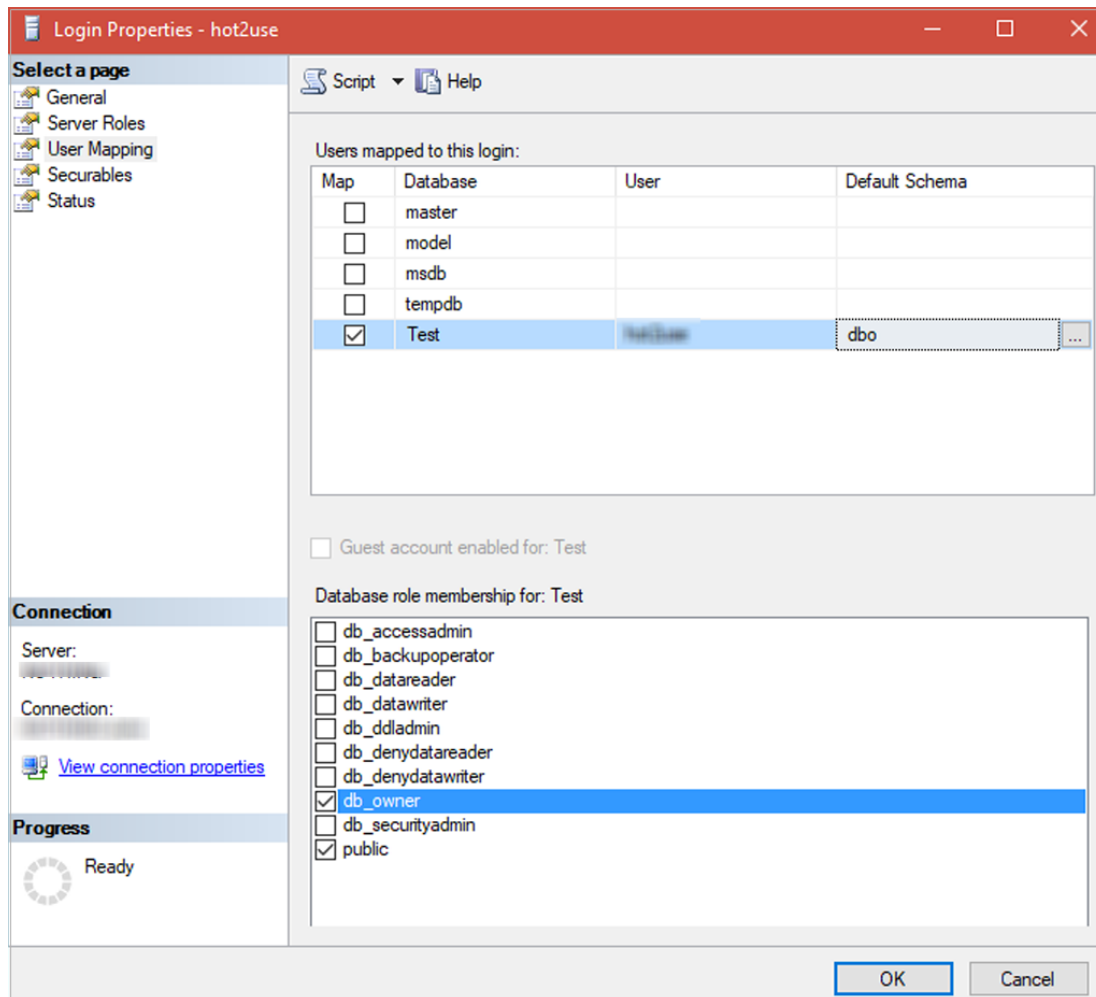 Login Properties - hot2use
Select a page
General
Server Roles
User Mapping
Securables
Status
Script Help
Users mapped to this login:
Map Database User Default Schema
master
model
msdb
tempdb
Test dbo ...
Guest account enabled for: Test
Database role membership for: Test
db_accessadmin
db_backupoperator
db_datareader
db_datawriter
db_ddladmin
db_denydatareader
db_denydatawriter
db_owner
db_securityadmin
public
Connection
Server:
Connection:
View connection properties
Progress
Ready
OK Cancel